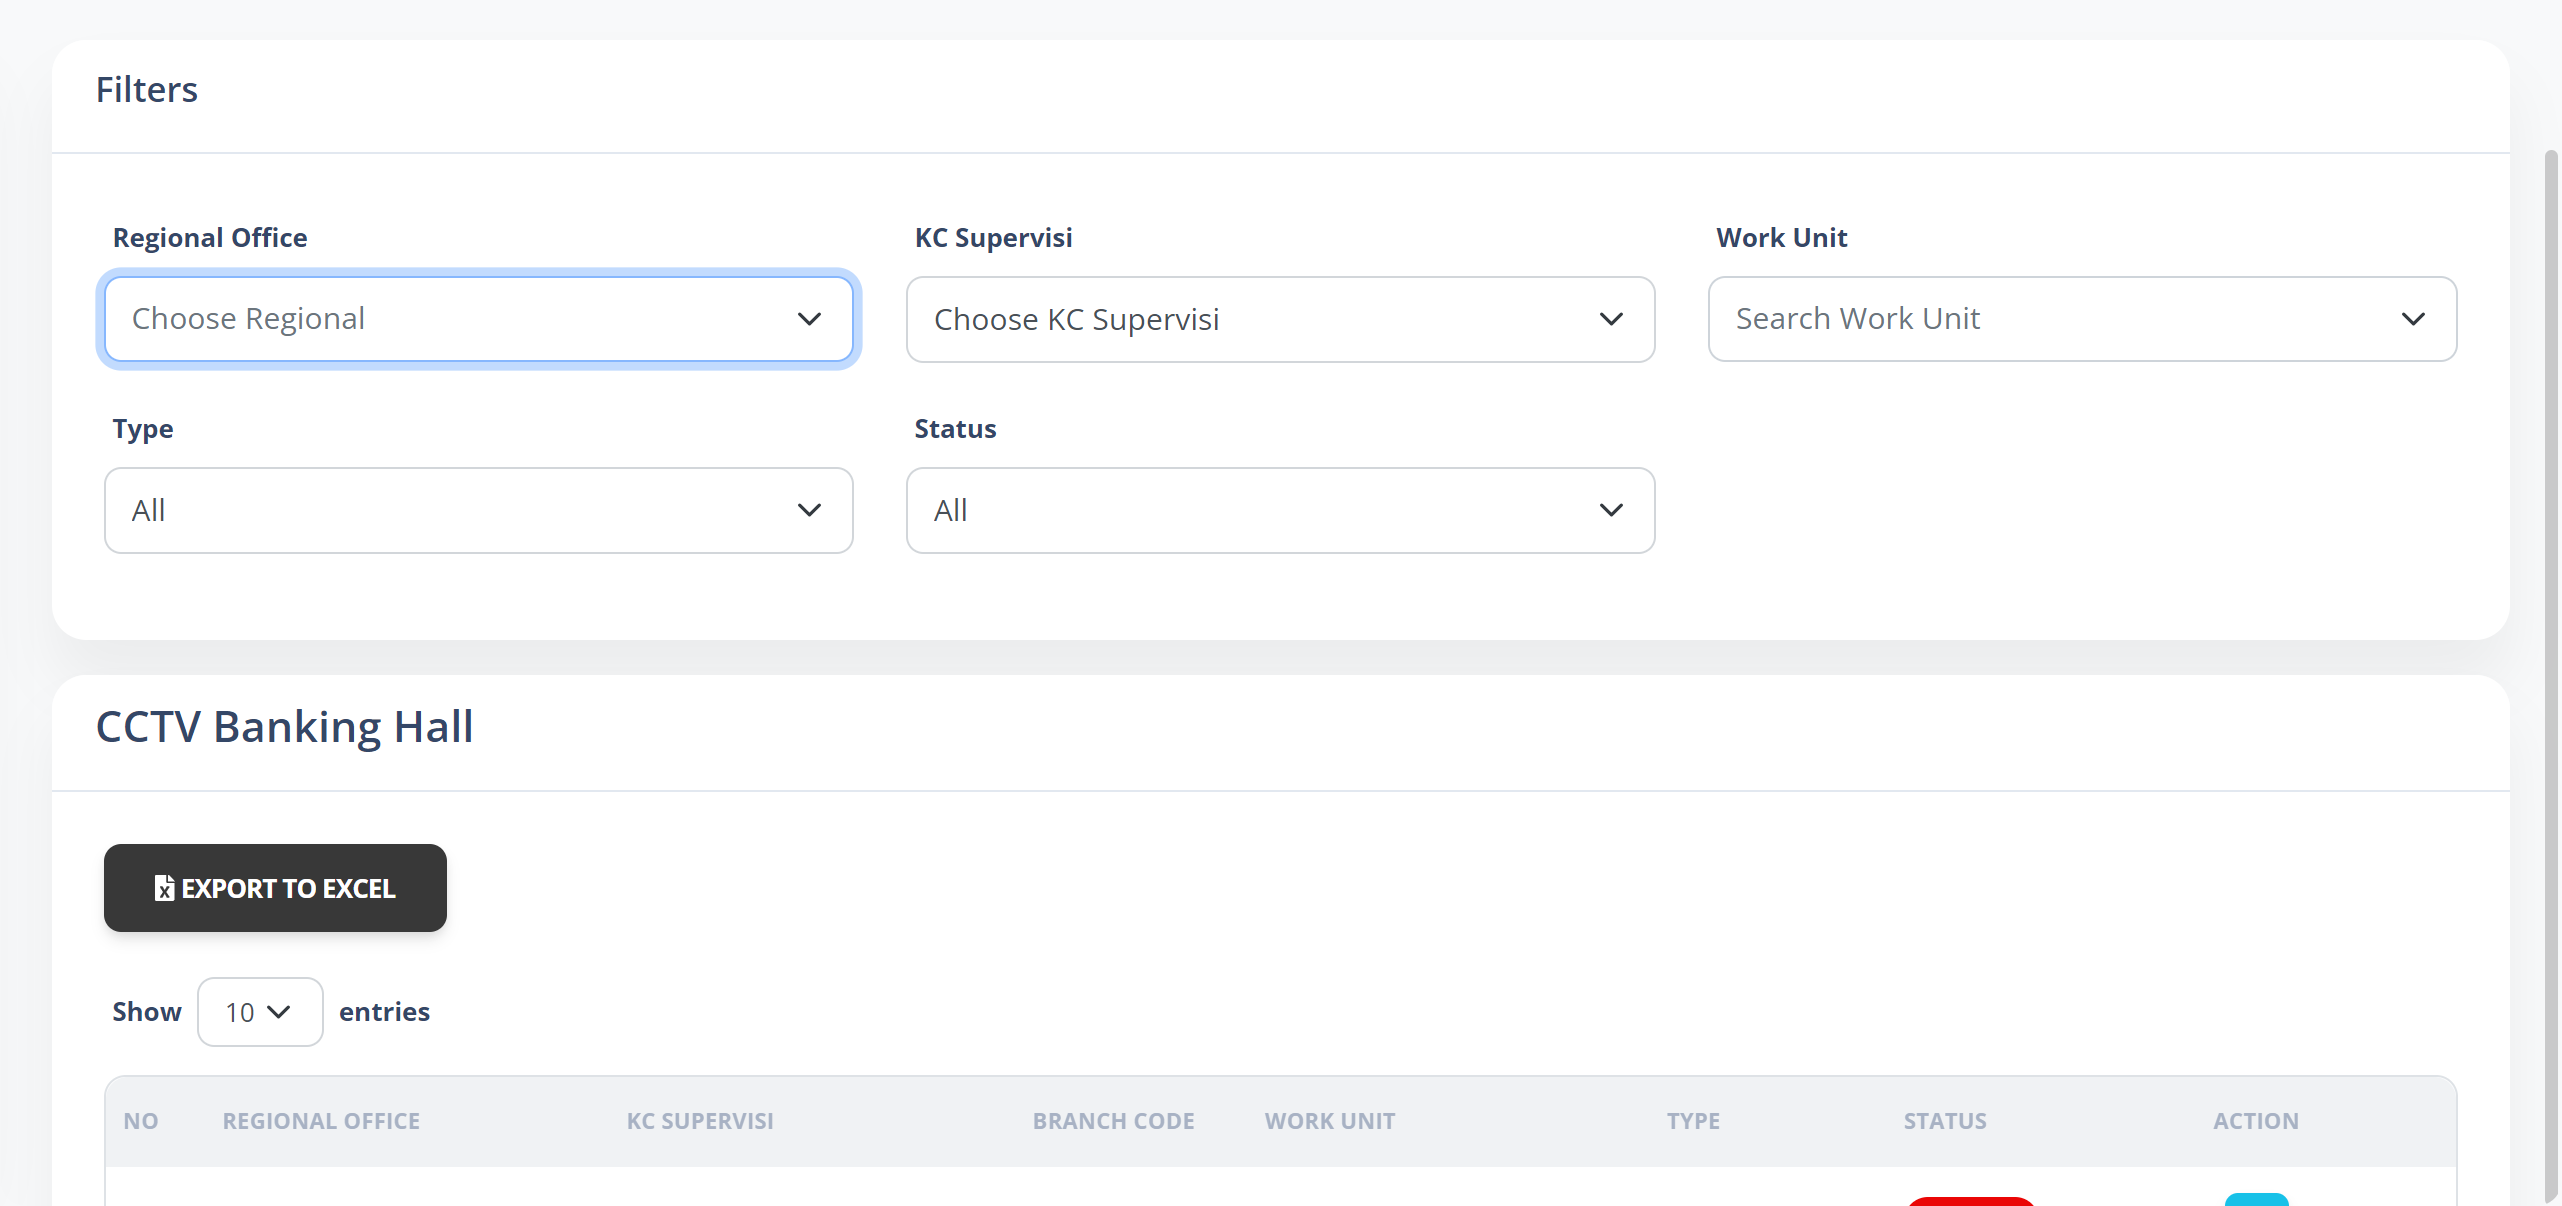 Filters
Regional Office
KC Supervisi
Work Unit
Choose Regional
Choose KC Supervisi
Search Work Unit
Type
Status
All
All
CCTV Banking Hall
EXPORT TO EXCEL
Show 10 entries
NO REGIONAL OFFICE KC SUPERVISI BRANCH CODE WORK UNIT TYPE STATUS ACTION